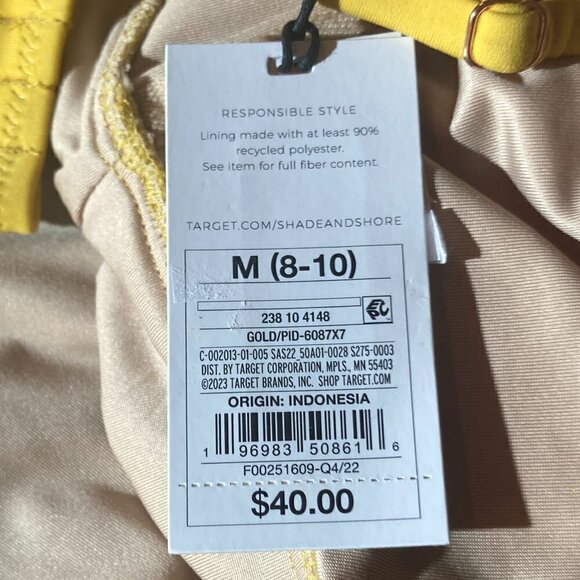 RESPONSIBLE STYLE
Lining made with at least 90%
recycled polyester.
See item for full fiber content.
TARGET.COM/SHADEANDSHORE
M (8-10)
238 10 4148
EPC
GOLD/PID-6087X7
C-002013-01-005 SAS22_50A01-0028 S275-0003
DIST. BY TARGET CORPORATION, MPLS., MN 55403
©2023 TARGET BRANDS, INC. SHOP TARGET.COM
ORIGIN: INDONESIA
1 96983 50861 6
F00251609-Q4/22
$40.00